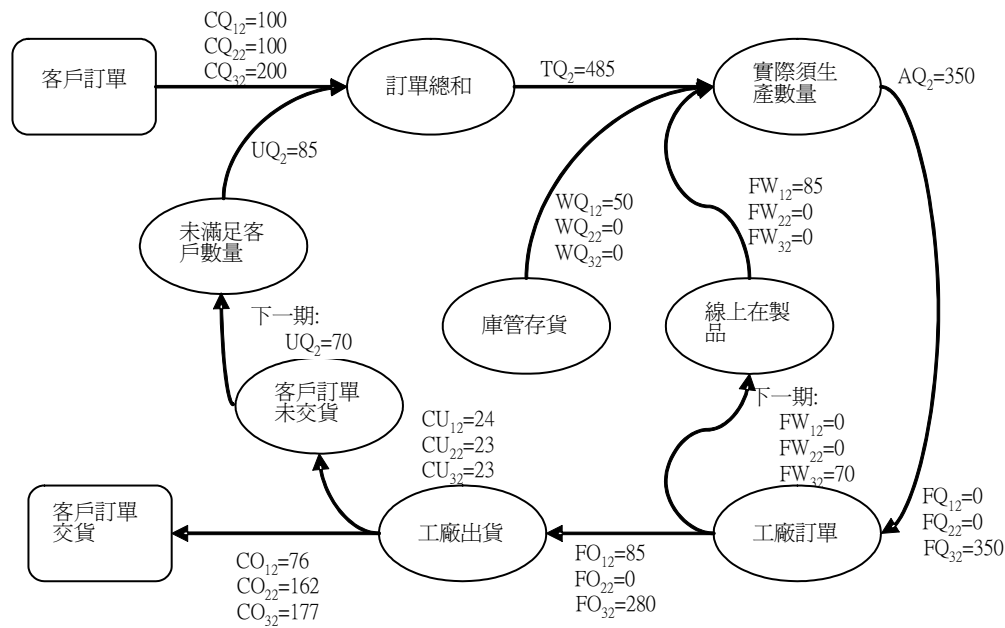 CQ₁₂=100
CQ₂₂=100
CQ₃₂=200
客戶訂單
訂單總和
TQ₂=485
實際須生
產數量
AQ₂=350
UQ₂=85
WQ₁₂=50
WQ₂₂=0
WQ₃₂=0
FW₁₂=85
FW₂₂=0
FW₃₂=0
未滿足客
戶數量
庫管存貨
線上在製
品
下一期:
UQ₂=70
客戶訂單
未交貨
下一期:
FW₁₂=0
FW₂₂=0
FW₃₂=70
CU₁₂=24
CU₂₂=23
CU₃₂=23
客戶訂單
交貨
工廠出貨
工廠訂單
FQ₁₂=0
FQ₂₂=0
FQ₃₂=350
CO₁₂=76
CO₂₂=162
CO₃₂=177
FO₁₂=85
FO₂₂=0
FO₃₂=280